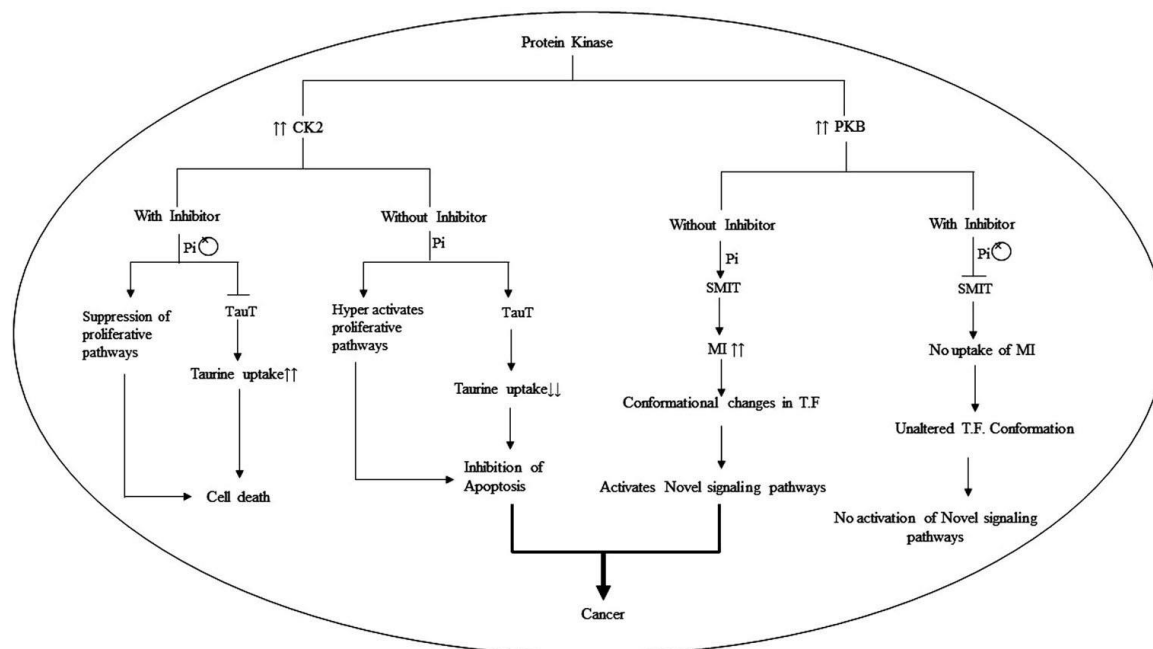 Protein Kinase
↑↑ CK2
↑↑ PKB
With Inhibitor
Without Inhibitor
Without Inhibitor
With Inhibitor
Pi
Pi
Pi
Pi
Suppression of
proliferative
pathways
TauT
Taurine uptake↑↑
Cell death
Hyper activates
proliferative
pathways
TauT
Taurine uptake↓↓
Inhibition of
Apoptosis
SMIT
MI ↑↑
Conformational changes in T.F
Activates Novel signaling pathways
SMIT
No uptake of MI
Unaltered T.F. Conformation
No activation of Novel signaling
pathways
Cancer